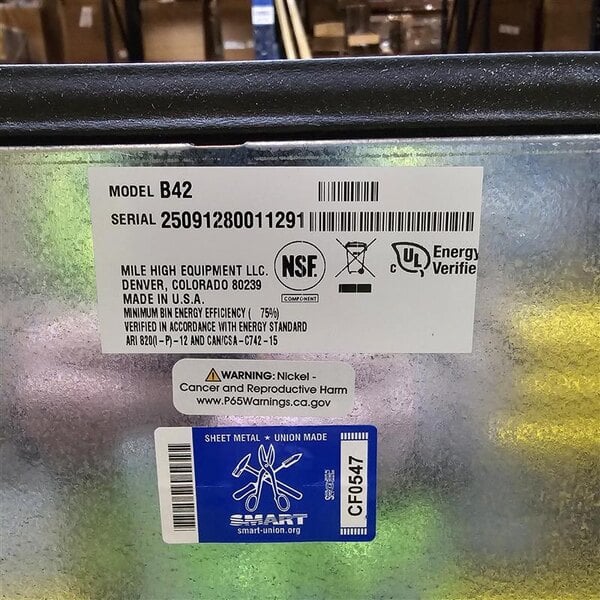 MODEL B42
SERIAL 25091280011291
MILE HIGH EQUIPMENT LLC.
DENVER, COLORADO 80239
MADE IN U.S.A.
MINIMUM BIN ENERGY EFFICIENCY ( 75%)
VERIFIED IN ACCORDANCE WITH ENERGY STANDARD
ARI 820(I-P)-12 AND CAN/CSA-C742-15
NSF.
COMPONENT
C UL Energy
Verifie
WARNING: Nickel -
Cancer and Reproductive Harm
www.P65Warnings.ca.gov
SHEET METAL ★ UNION MADE
SMART
smart-union.org
CF0547